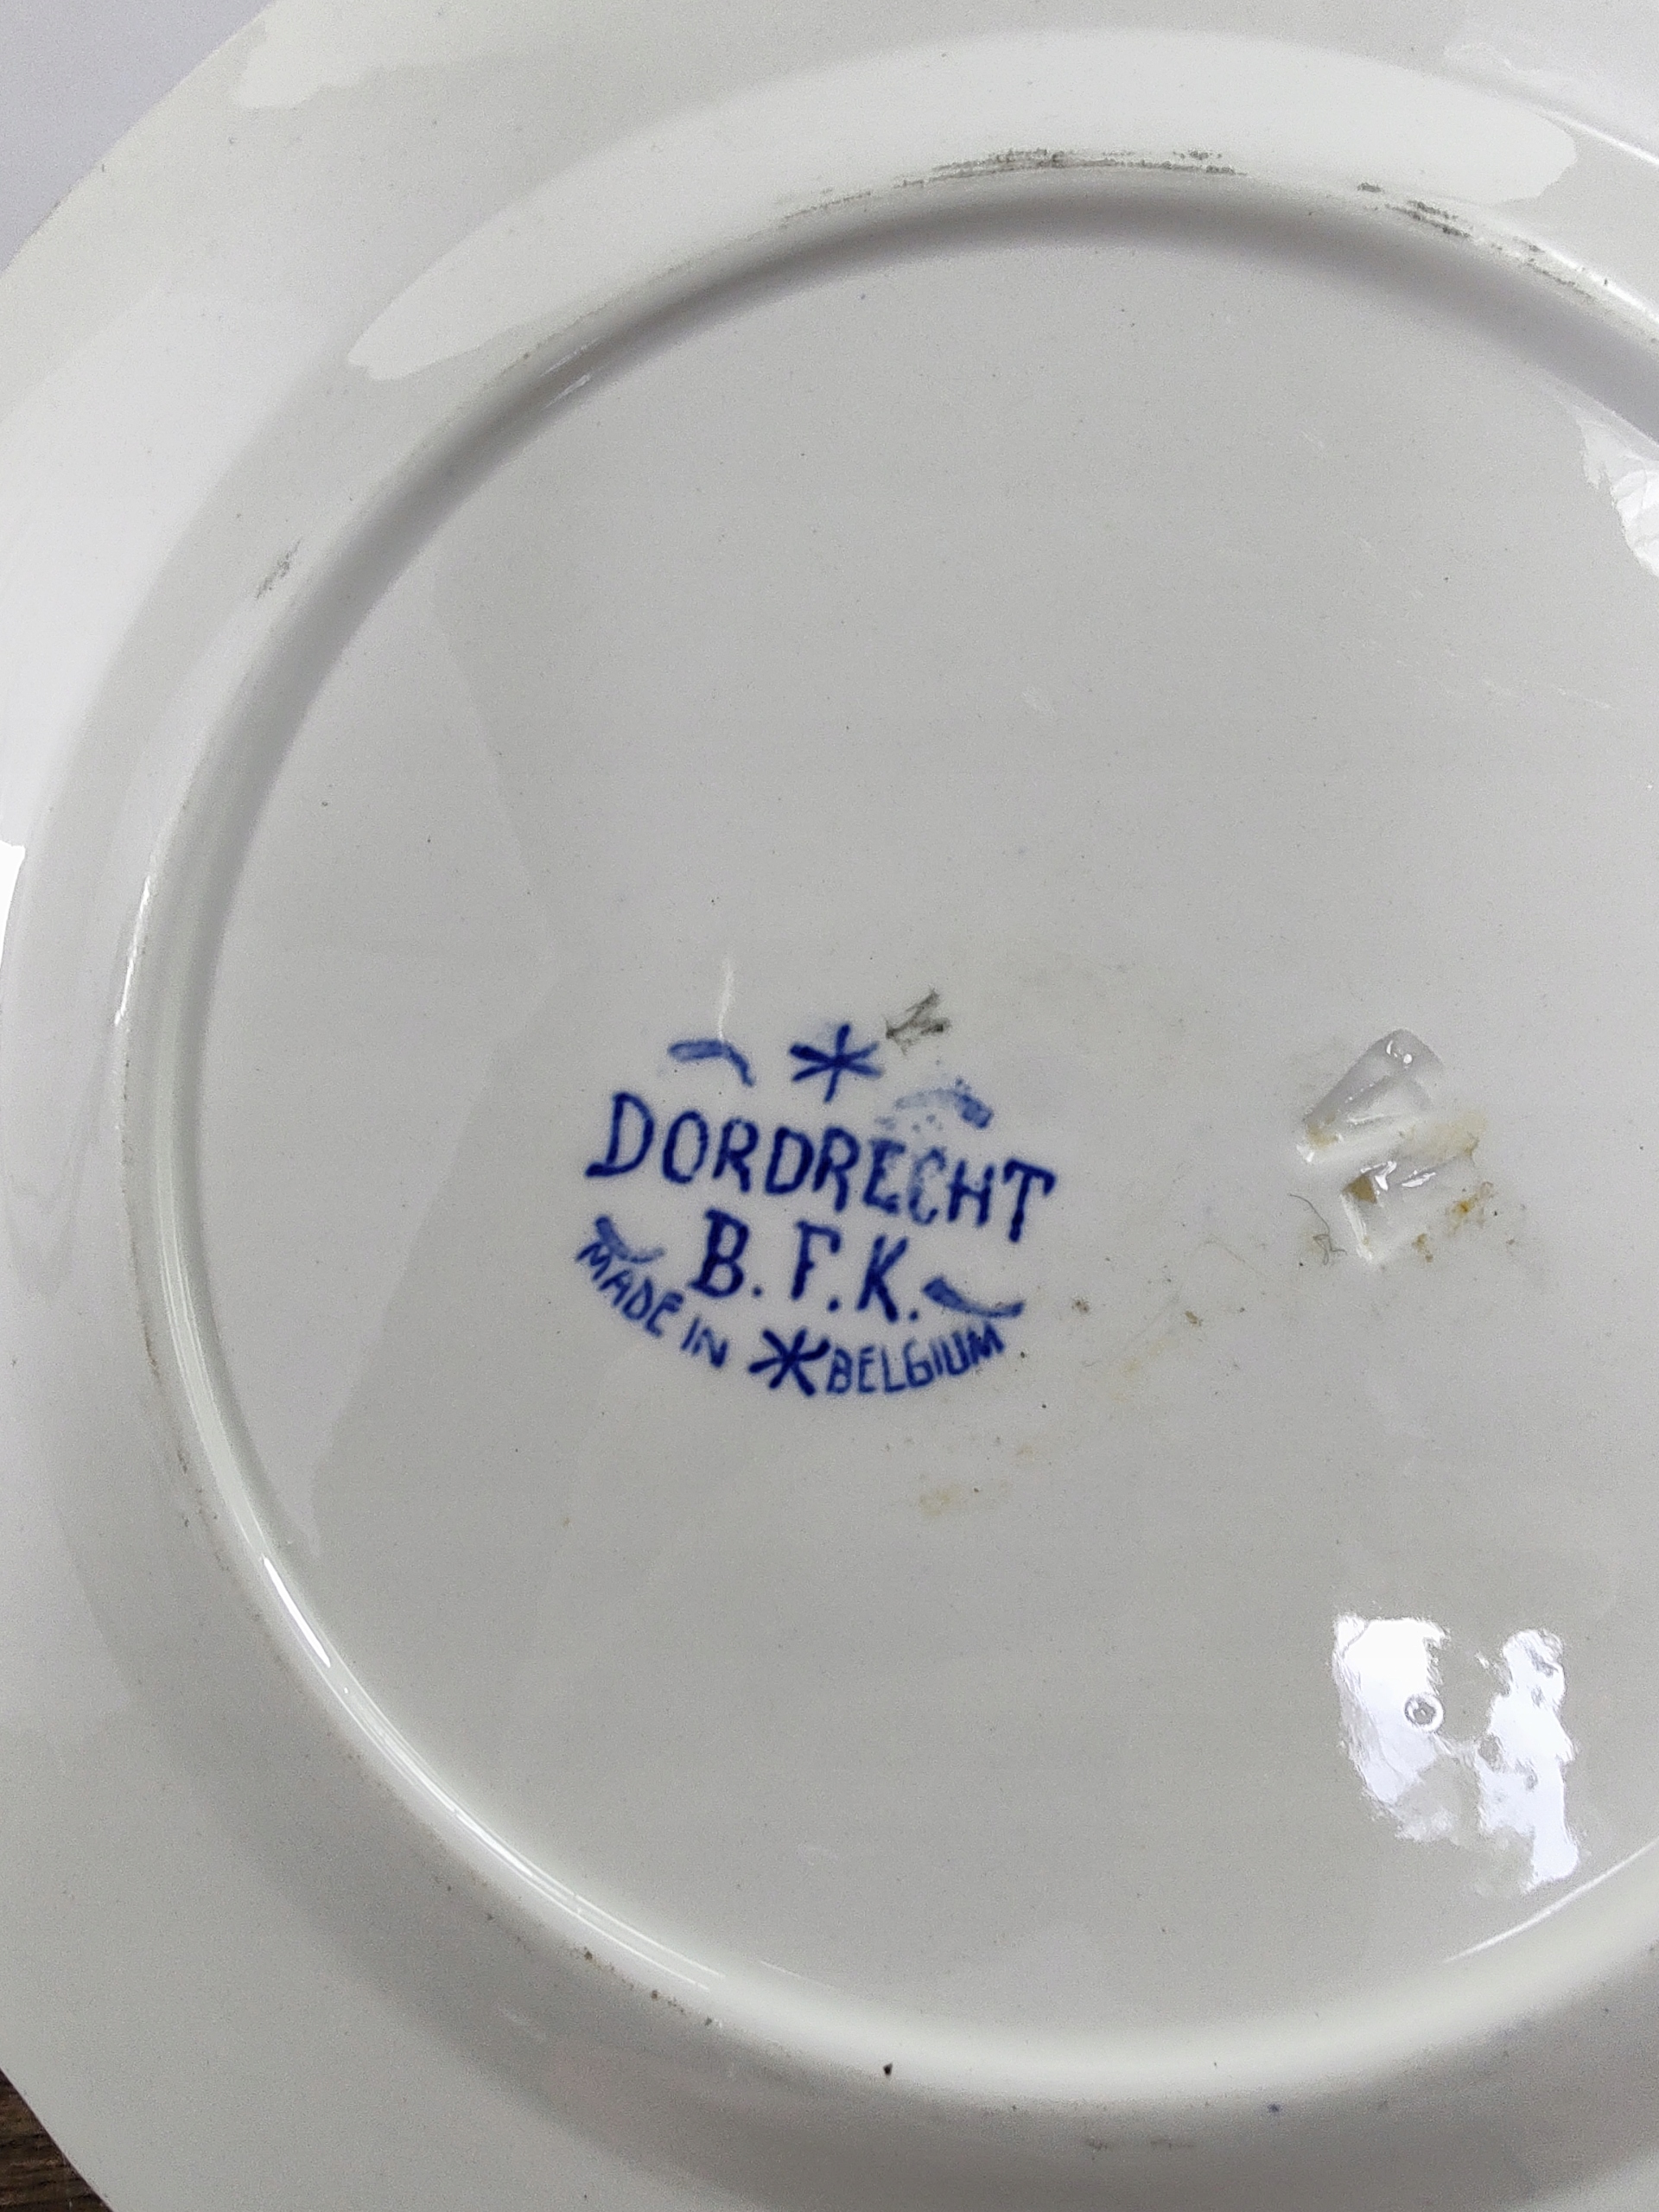 DORDRECHT
B.F.K.
MADE IN BELGIUM